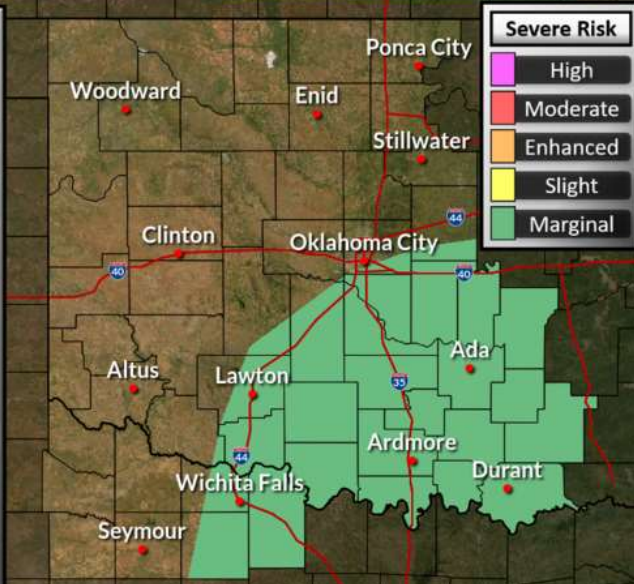 Severe Risk
High
Moderate
Enhanced
Slight
Marginal
Ponca City
Woodward
Enid
Stillwater
44
Clinton
Oklahoma City
40
40
Ada
Altus
Lawton
35
44
Ardmore
Wichita Falls
Durant
Seymour